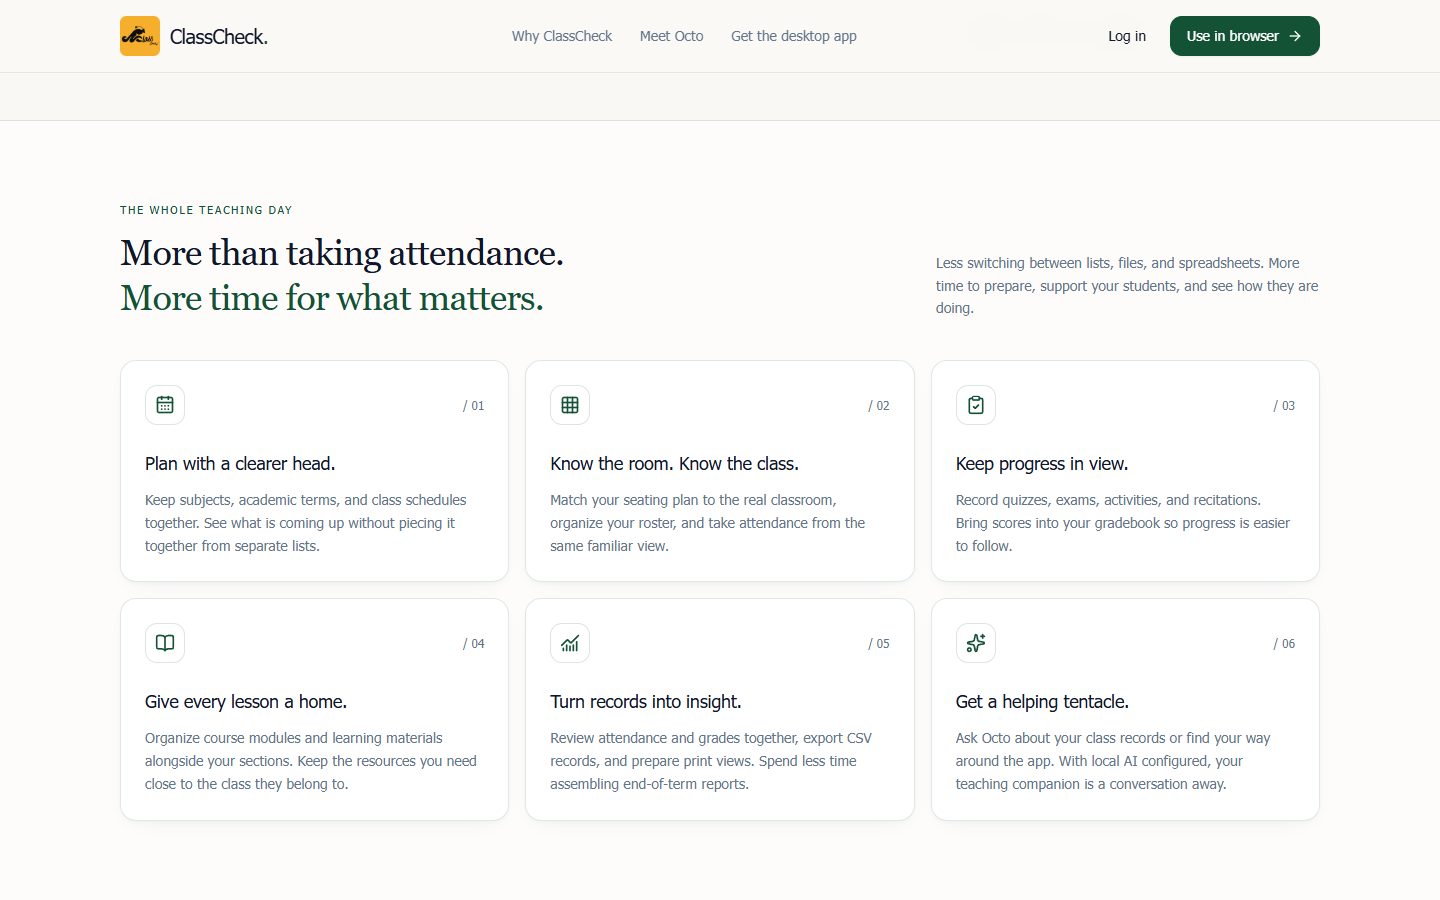 ClassCheck.
Why ClassCheck
Meet Octo
Get the desktop app
Log in
Use in browser
THE WHOLE TEACHING DAY
More than taking attendance.
More time for what matters.
Less switching between lists, files, and spreadsheets. More
time to prepare, support your students, and see how they are
doing.
/ 01
Plan with a clearer head.
Keep subjects, academic terms, and class schedules
together. See what is coming up without piecing it
together from separate lists.
/ 02
Know the room. Know the class.
Match your seating plan to the real classroom,
organize your roster, and take attendance from the
same familiar view.
/ 03
Keep progress in view.
Record quizzes, exams, activities, and recitations.
Bring scores into your gradebook so progress is easier
to follow.
/ 04
Give every lesson a home.
Organize course modules and learning materials
alongside your sections. Keep the resources you need
close to the class they belong to.
/ 05
Turn records into insight.
Review attendance and grades together, export CSV
records, and prepare print views. Spend less time
assembling end-of-term reports.
/ 06
Get a helping tentacle.
Ask Octo about your class records or find your way
around the app. With local AI configured, your
teaching companion is a conversation away.